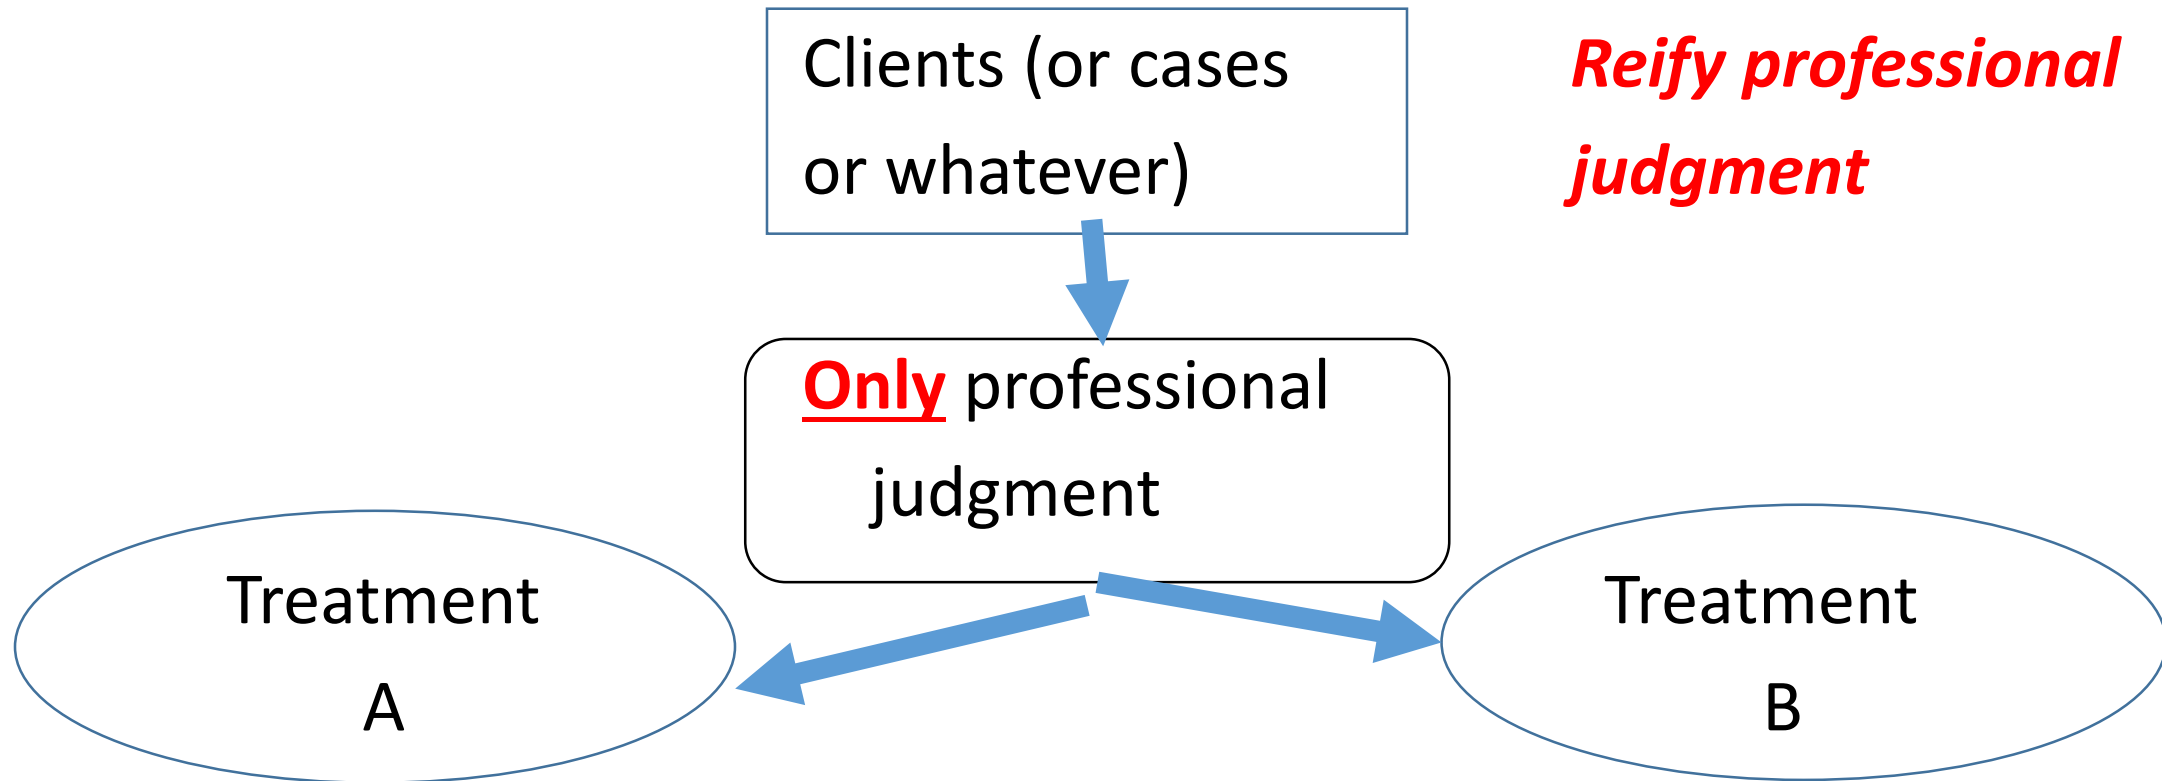 Clients (or cases
or whatever)
Reify professional
judgment
Only professional
judgment
Treatment
A
Treatment
B